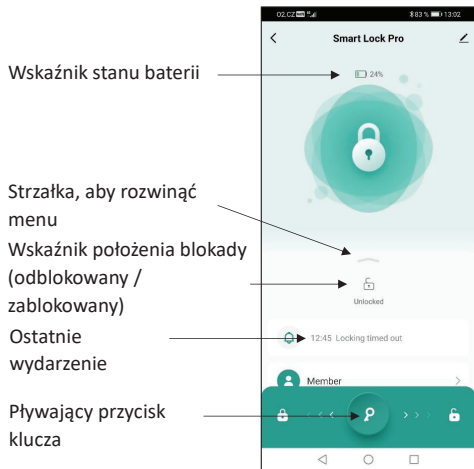 O2.CZ 83 % 13:02
Smart Lock Pro
Wskaźnik stanu baterii
24%
Strzałka, aby rozwinąć
menu
Wskaźnik położenia blokady
(odblokowany /
zablokowany)
Unlocked
Ostatnie
wydarzenie
12:45 Locking timed out
Member
Pływający przycisk
klucza